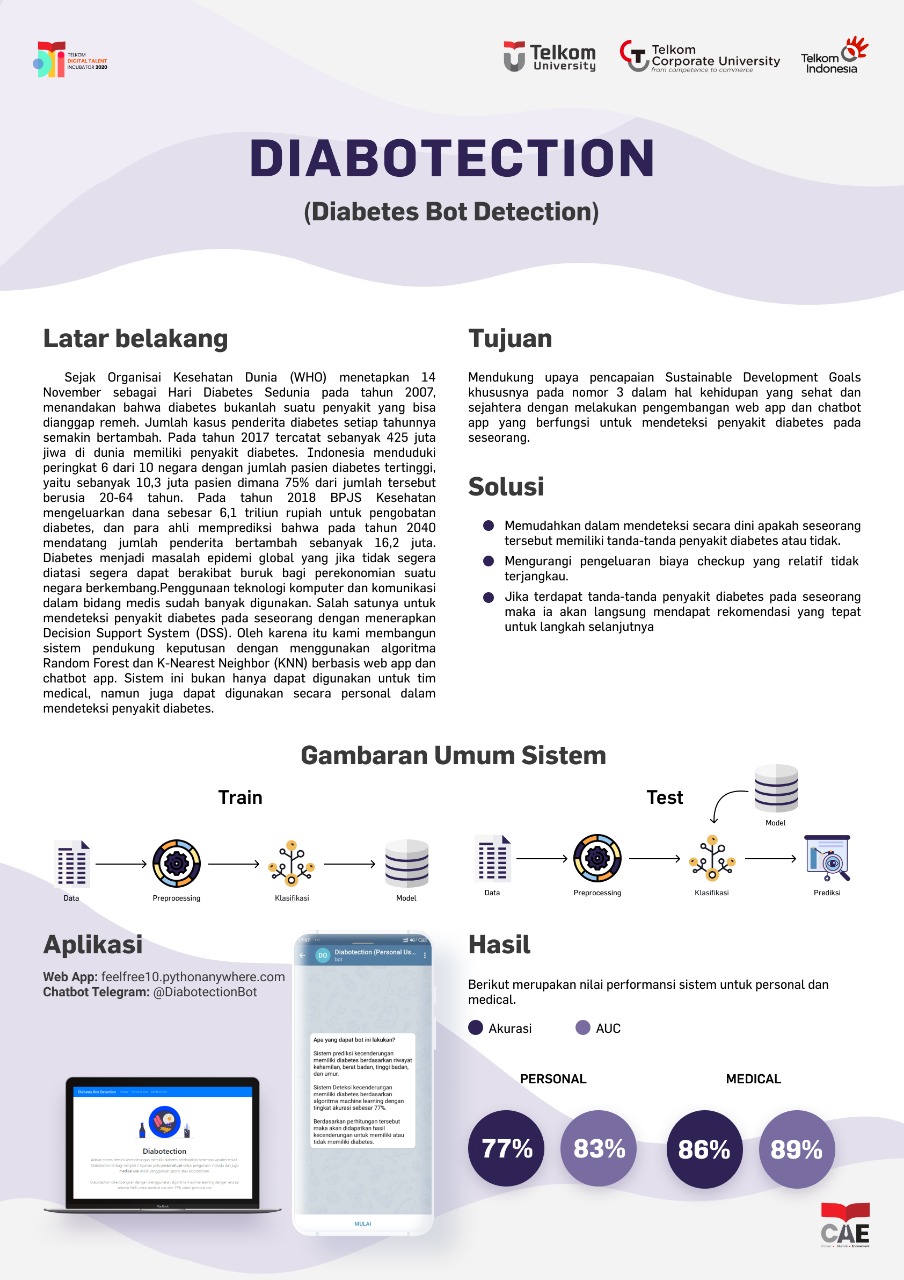 TELKOM
DIGITAL TALENT
INCUBATOR 2020
Telkom
University
Telkom
Corporate University
from competence to commerce
Telkom
Indonesia
DIABOTECTION
(Diabetes Bot Detection)
Latar belakang
Sejak Organisai Kesehatan Dunia (WHO) menetapkan 14
November sebagai Hari Diabetes Sedunia pada tahun 2007,
menandakan bahwa diabetes bukanlah suatu penyakit yang bisa
dianggap remeh. Jumlah kasus penderita diabetes setiap tahunnya
semakin bertambah. Pada tahun 2017 tercatat sebanyak 425 juta
jiwa di dunia memiliki penyakit diabetes. Indonesia menduduki
peringkat 6 dari 10 negara dengan jumlah pasien diabetes tertinggi,
yaitu sebanyak 10,3 juta pasien dimana 75% dari jumlah tersebut
berusia 20-64 tahun. Pada tahun 2018 BPJS Kesehatan
mengeluarkan dana sebesar 6,1 triliun rupiah untuk pengobatan
diabetes, dan para ahli memprediksi bahwa pada tahun 2040
mendatang jumlah penderita bertambah sebanyak 16,2 juta.
Diabetes menjadi masalah epidemi global yang jika tidak segera
diatasi segera dapat berakibat buruk bagi perekonomian suatu
negara berkembang.Penggunaan teknologi komputer dan komunikasi
dalam bidang medis sudah banyak digunakan. Salah satunya untuk
mendeteksi penyakit diabetes pada seseorang dengan menerapkan
Decision Support System (DSS). Oleh karena itu kami membangun
sistem pendukung keputusan dengan menggunakan algoritma
Random Forest dan K-Nearest Neighbor (KNN) berbasis web app dan
chatbot app. Sistem ini bukan hanya dapat digunakan untuk tim
medical, namun juga dapat digunakan secara personal dalam
mendeteksi penyakit diabetes.
Tujuan
Mendukung upaya pencapaian Sustainable Development Goals
khususnya pada nomor 3 dalam hal kehidupan yang sehat dan
sejahtera dengan melakukan pengembangan web app dan chatbot
app yang berfungsi untuk mendeteksi penyakit diabetes pada
seseorang.
Solusi
Memudahkan dalam mendeteksi secara dini apakah seseorang
tersebut memiliki tanda-tanda penyakit diabetes atau tidak.
Mengurangi pengeluaran biaya checkup yang relatif tidak
terjangkau.
Jika terdapat tanda-tanda penyakit diabetes pada seseorang
maka ia akan langsung mendapat rekomendasi yang tepat
untuk langkah selanjutnya
Gambaran Umum Sistem
Train
Data
Preprocessing
Klasifikasi
Model
Test
Model
Data
Preprocessing
Klasifikasi
Prediksi
Aplikasi
Web App: feelfree10.pythonanywhere.com
Chatbot Telegram: @DiabotectionBot
Diabetes Bot Detection
Diabotection
DO
Diabotection (Personal Us...
bot
Apa yang dapat bot ini lakukan?
Sistem prediksi kecenderungan
memiliki diabetes berdasarkan riwayat
kehamilan, berat badan, tinggi badan,
dan umur.
Sistem Deteksi kecenderungan
memiliki diabetes berdasarkan
algoritma machine learning dengan
tingkat akurasi sebesar 77%.
Berdasarkan perhitungan tersebut
maka akan didapatkan hasil
kecenderungan untuk memiliki atau
tidak memiliki diabetes.
MULAI
Hasil
Berikut merupakan nilai performansi sistem untuk personal dan
medical.
Akurasi
AUC
PERSONAL
MEDICAL
77%
83%
86%
89%
CAE